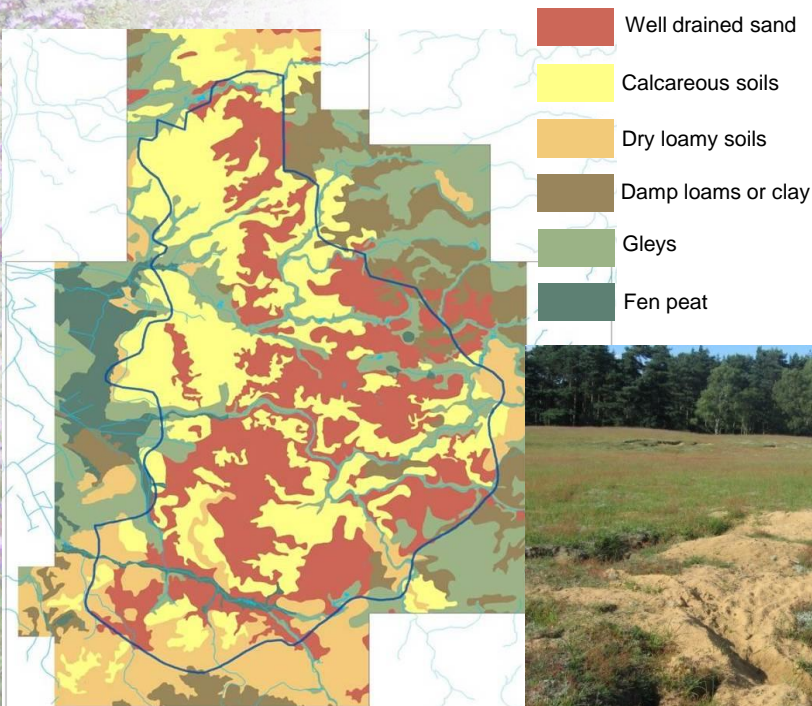 Well drained sand
Calcareous soils
Dry loamy soils
Damp loams or clay
Gleys
Fen peat